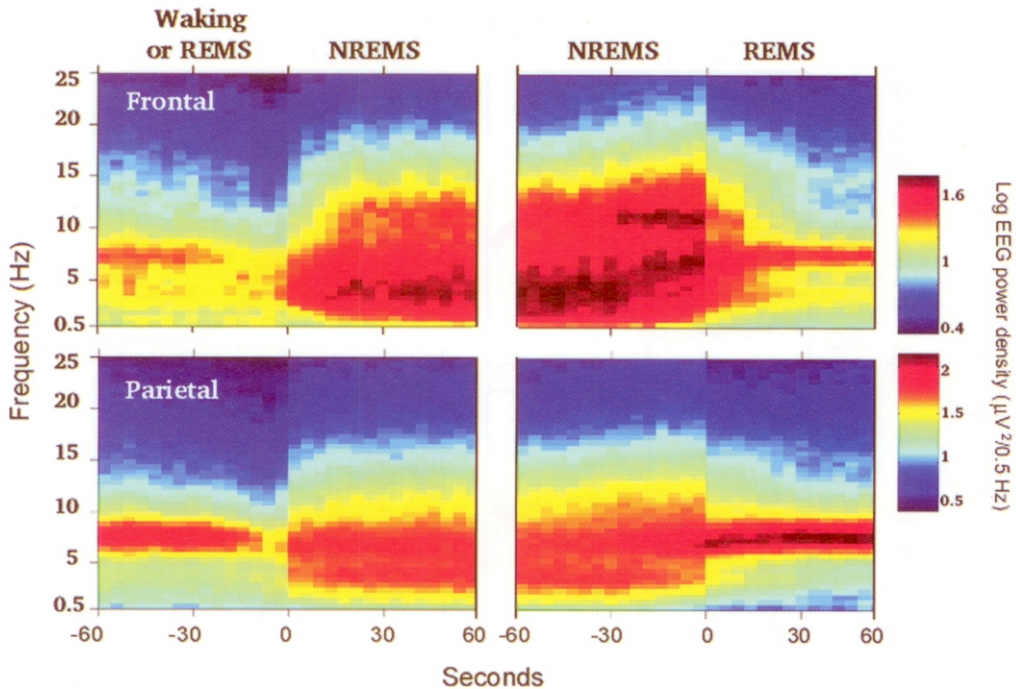 Waking
or REMS
NREMS
NREMS
REMS
25
20
15
10
5
0.5
Frontal
1.6
1
0.4
25
20
15
10
5
0.5
Parietal
2
1.5
1
0.5
-60
-30
0
30
60
-60
-30
0
30
60
Frequency (Hz)
Log EEG power density (μV²/0.5 Hz)
Seconds